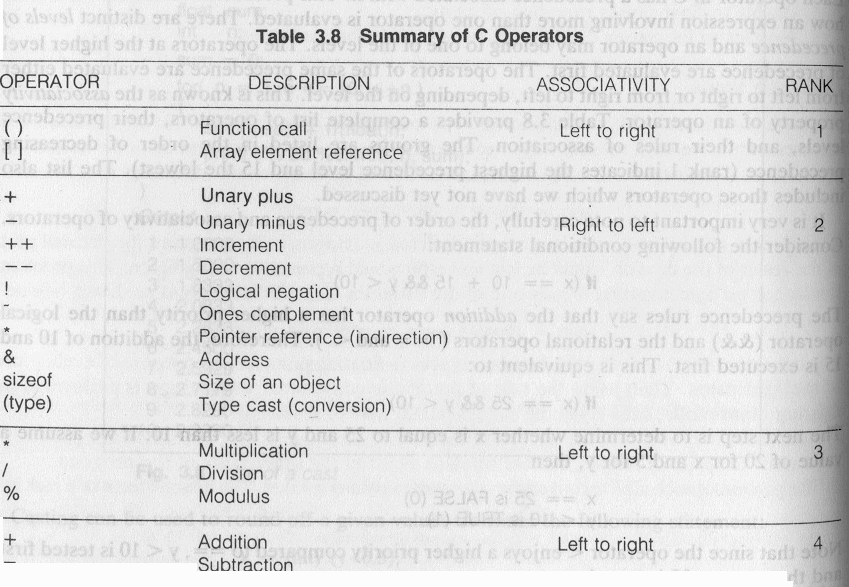 Table 3.8 Summary of C Operators
OPERATOR DESCRIPTION ASSOCIATIVITY RANK
( ) Function call Left to right 1
[ ] Array element reference
+ Unary plus
− Unary minus Right to left 2
++ Increment
−− Decrement
! Logical negation
~ Ones complement
* Pointer reference (indirection)
& Address
sizeof Size of an object
(type) Type cast (conversion)
* Multiplication Left to right 3
/ Division
% Modulus
+ Addition Left to right 4
− Subtraction